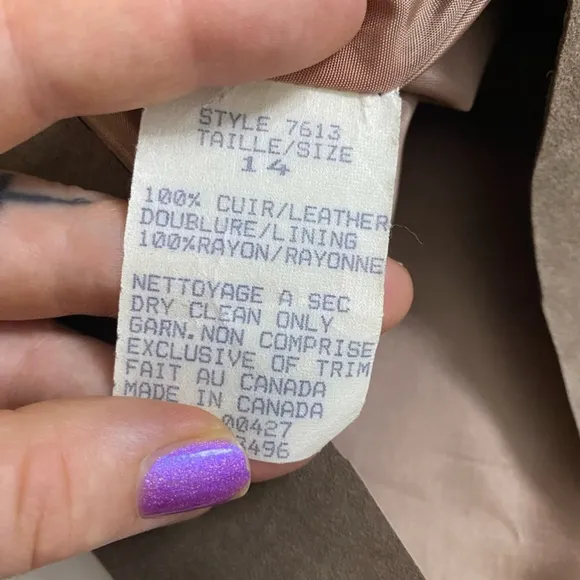 STYLE 7613
TAILLE/SIZE
14
100% CUIR/LEATHER
DOUBLURE/LINING
100%RAYON/RAYONNE
NETTOYAGE A SEC
DRY CLEAN ONLY
GARN.NON COMPRISE
EXCLUSIVE OF TRIM
FAIT AU CANADA
MADE IN CANADA